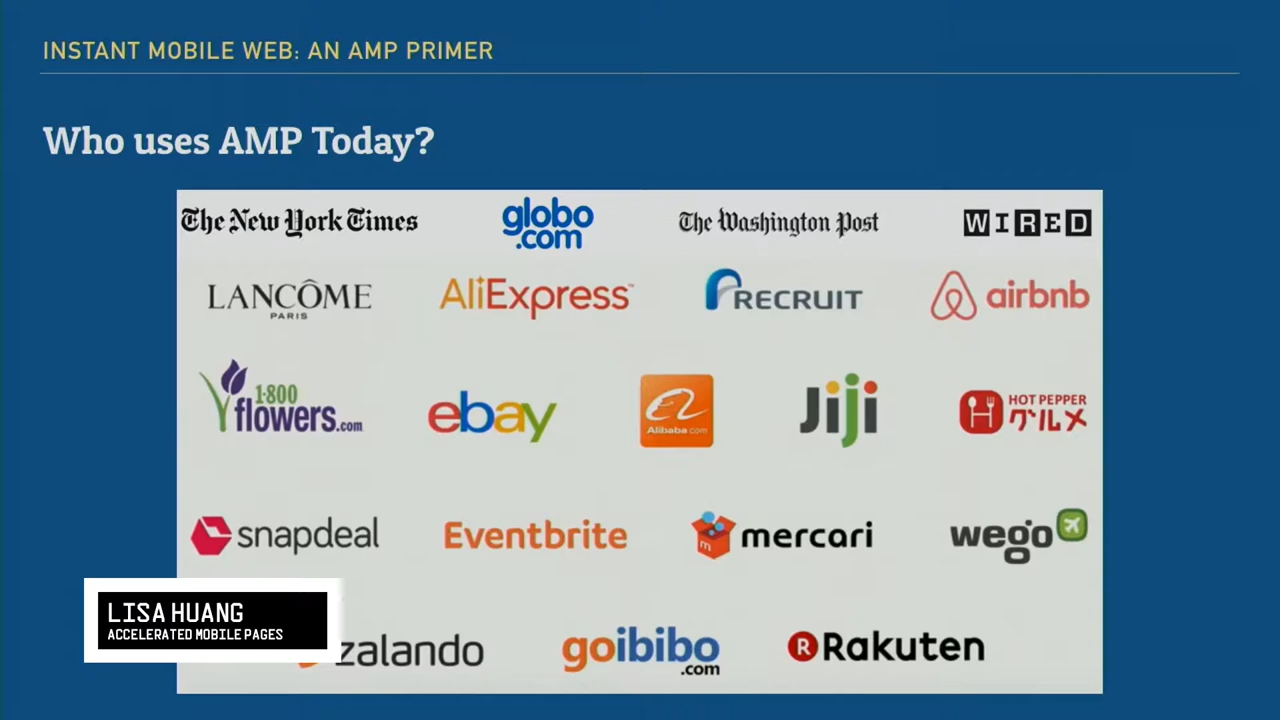 INSTANT MOBILE WEB: AN AMP PRIMER
Who uses AMP Today?
The New York Times
globo
.com
The Washington Post
WIRED
LANCÔME
PARIS
AliExpress™
RECRUIT
airbnb
1·800
flowers.com
ebay
Alibaba.com
Jiji
HOT PEPPER
グルメ
snapdeal
Eventbrite
m
mercari
wego
LISA HUANG
ACCELERATED MOBILE PAGES
zalando
goibibo
.com
R Rakuten